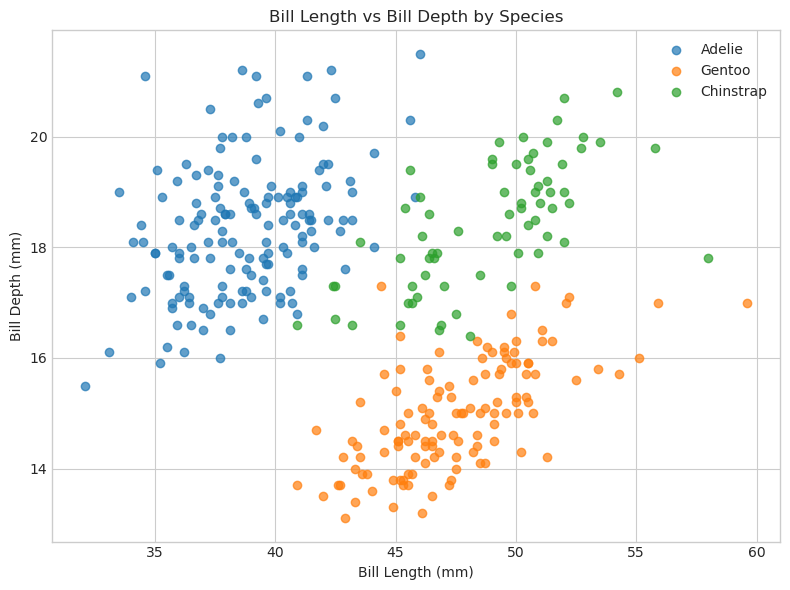 Bill Length vs Bill Depth by Species
Adelie
Gentoo
Chinstrap
Bill Depth (mm)
20
18
16
14
35 40 45 50 55 60
Bill Length (mm)